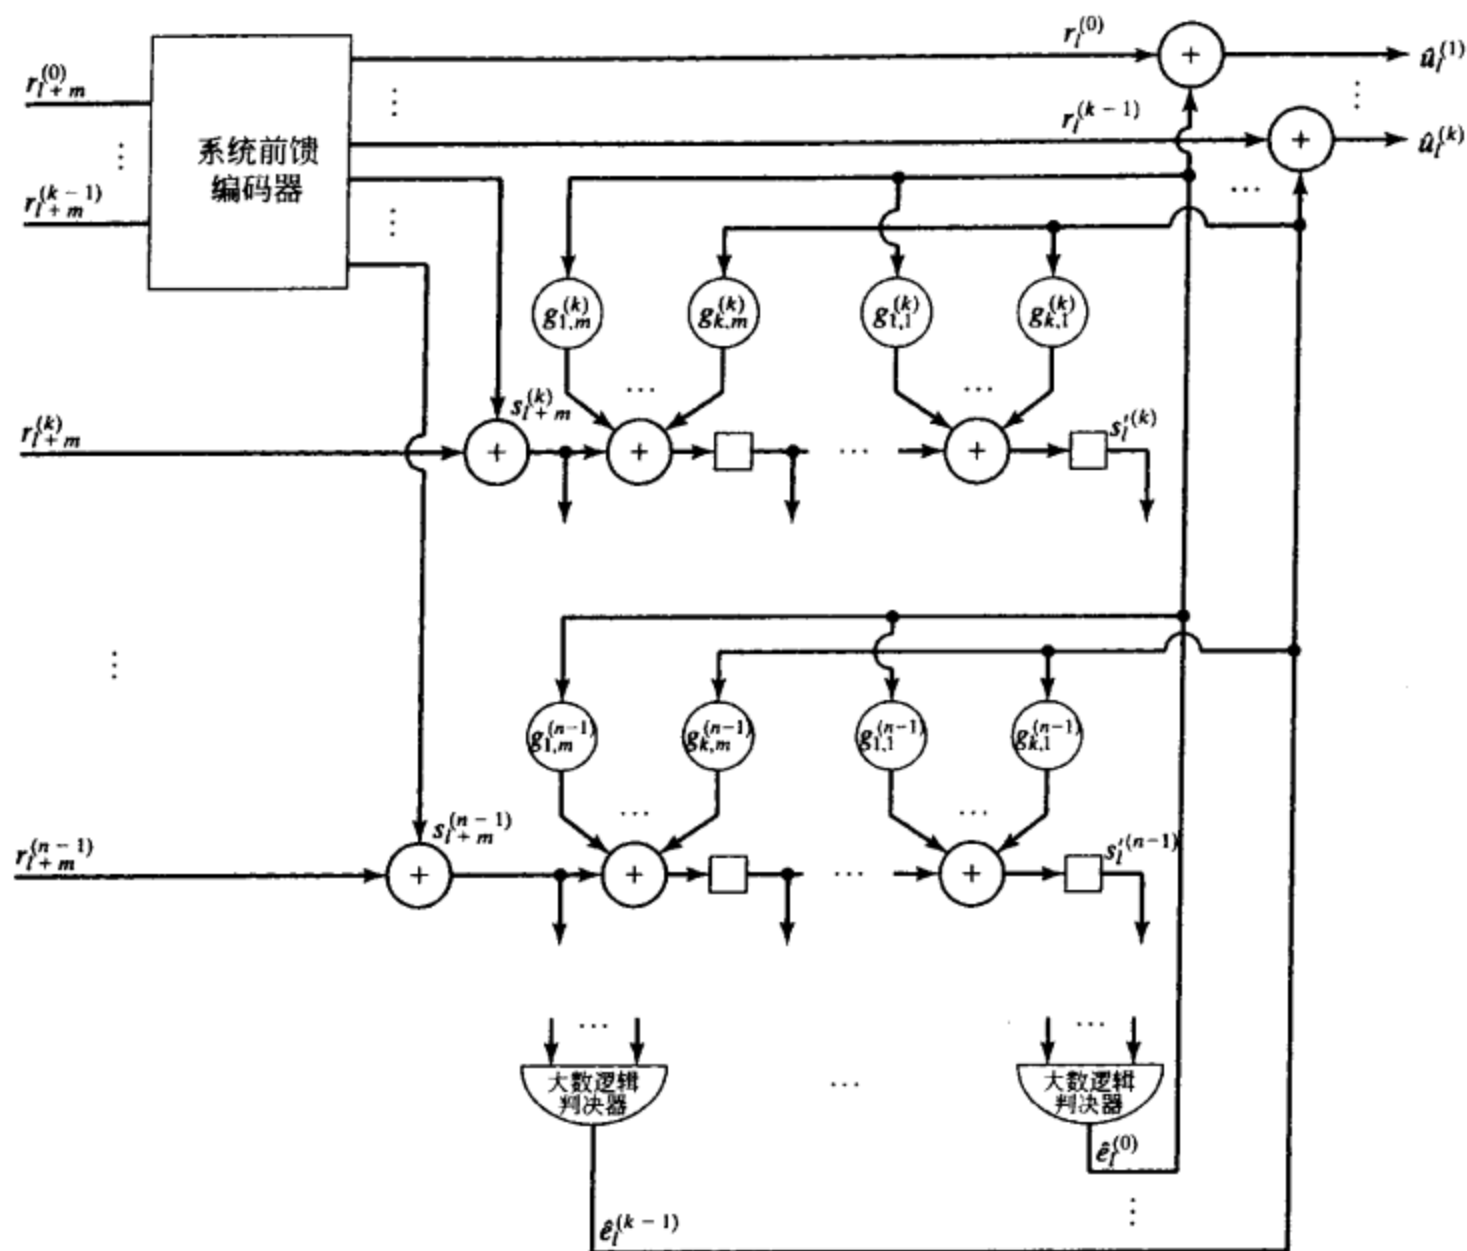 r_l^{(0)}
û_l^{(1)}
r_{l+m}^{(0)}
⋮
⋮
r_l^{(k-1)}
û_l^{(k)}
系统前馈
编码器
⋮
⋯
r_{l+m}^{(k-1)}
⋮
g_{1,m}^{(k)} g_{k,m}^{(k)} g_{1,1}^{(k)} g_{k,1}^{(k)}
⋯ ⋯
r_{l+m}^{(k)} + s_{l+m}^{(k)} + ⋯ + s_l'^{(k)}
⋮
g_{1,m}^{(n-1)} g_{k,m}^{(n-1)} g_{1,1}^{(n-1)} g_{k,1}^{(n-1)}
⋯ ⋯
r_{l+m}^{(n-1)} + s_{l+m}^{(n-1)} + ⋯ + s_l'^{(n-1)}
⋯ ⋯
大数逻辑
判决器
⋯
大数逻辑
判决器
ê_l^{(0)}
⋮
ê_l^{(k-1)}